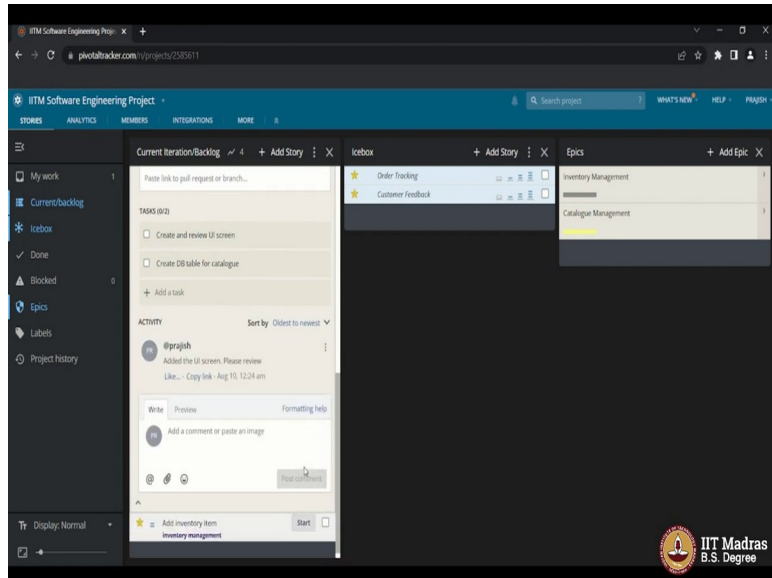 IITM Software Engineering Proje
pivotaltracker.com/n/projects/2585611
IITM Software Engineering Project
Search project
?
WHAT'S NEW
HELP
PRAJISH
STORIES
ANALYTICS
MEMBERS
INTEGRATIONS
MORE
My work
1
Current/backlog
Icebox
Done
Blocked
0
Epics
Labels
Project history
Display: Normal
Current Iteration/Backlog
4
+ Add Story
Paste link to pull request or branch...
TASKS (0/2)
Create and review UI screen
Create DB table for catalogue
+ Add a task
ACTIVITY
Sort by Oldest to newest
PR
@prajish
Added the UI screen. Please review
Like... • Copy link • Aug 10, 12:24 am
Write
Preview
Formatting help
PR
Add a comment or paste an image
Post comment
Add inventory item
Start
inventory management
Icebox
+ Add Story
Order Tracking
Customer Feedback
Epics
+ Add Epic
Inventory Management
Catalogue Management
IIT Madras
B.S. Degree